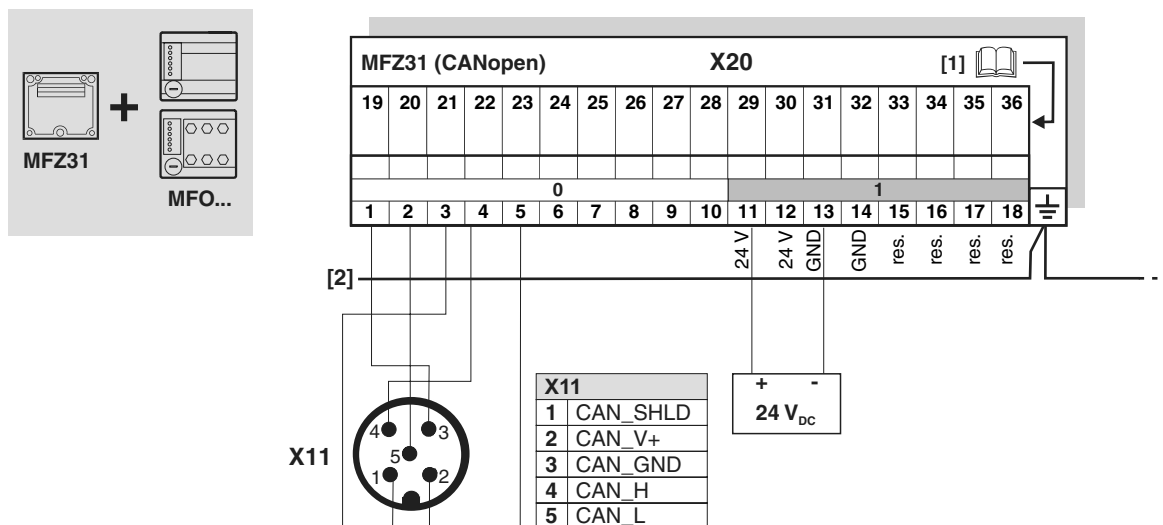 MFZ31
MFO...
MFZ31 (CANopen) X20 [1]
19 20 21 22 23 24 25 26 27 28 29 30 31 32 33 34 35 36
0 1
1 2 3 4 5 6 7 8 9 10 11 12 13 14 15 16 17 18
24 V 24 V GND GND res. res. res. res.
[2]
+ -
24 VDC
X11
4 3
5
1 2
X11
1 CAN_SHLD
2 CAN_V+
3 CAN_GND
4 CAN_H
5 CAN_L